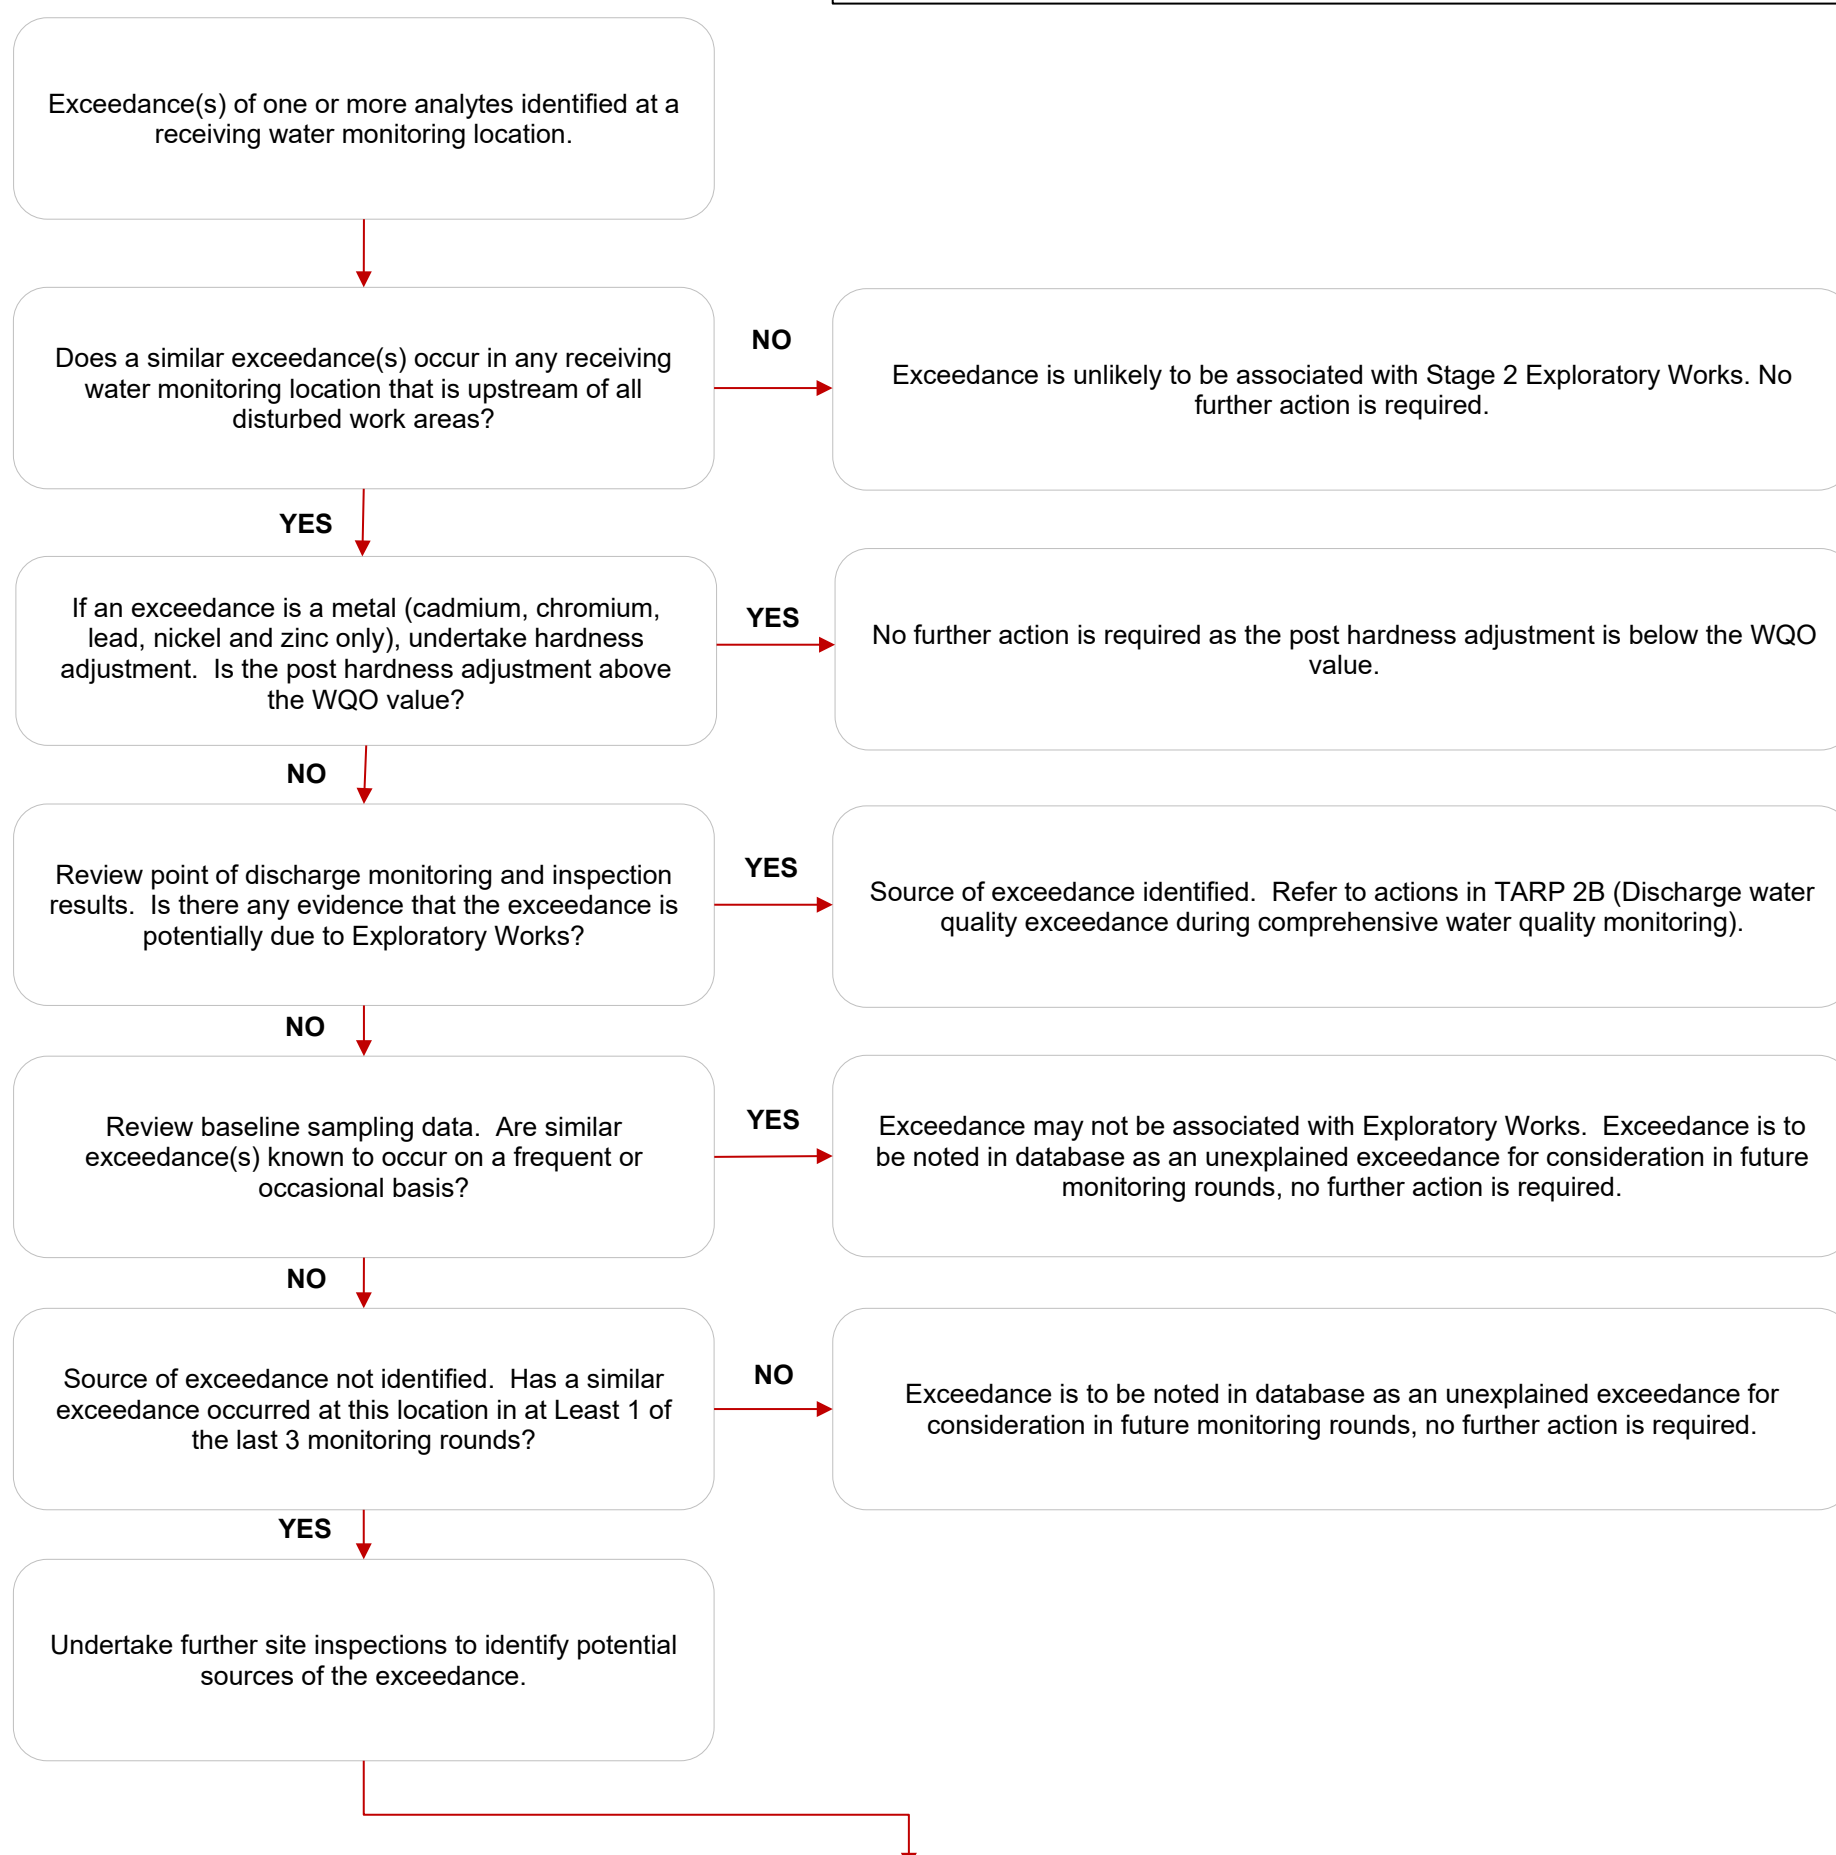 Exceedance(s) of one or more analytes identified at a
receiving water monitoring location.
Does a similar exceedance(s) occur in any receiving
water monitoring location that is upstream of all
disturbed work areas?
NO
Exceedance is unlikely to be associated with Stage 2 Exploratory Works. No
further action is required.
YES
If an exceedance is a metal (cadmium, chromium,
lead, nickel and zinc only), undertake hardness
adjustment.  Is the post hardness adjustment above
the WQO value?
YES
No further action is required as the post hardness adjustment is below the WQO
value.
NO
Review point of discharge monitoring and inspection
results.  Is there any evidence that the exceedance is
potentially due to Exploratory Works?
YES
Source of exceedance identified.  Refer to actions in TARP 2B (Discharge water
quality exceedance during comprehensive water quality monitoring).
NO
Review baseline sampling data.  Are similar
exceedance(s) known to occur on a frequent or
occasional basis?
YES
Exceedance may not be associated with Exploratory Works.  Exceedance is to
be noted in database as an unexplained exceedance for consideration in future
monitoring rounds, no further action is required.
NO
Source of exceedance not identified.  Has a similar
exceedance occurred at this location in at Least 1 of
the last 3 monitoring rounds?
NO
Exceedance is to be noted in database as an unexplained exceedance for
consideration in future monitoring rounds, no further action is required.
YES
Undertake further site inspections to identify potential
sources of the exceedance.